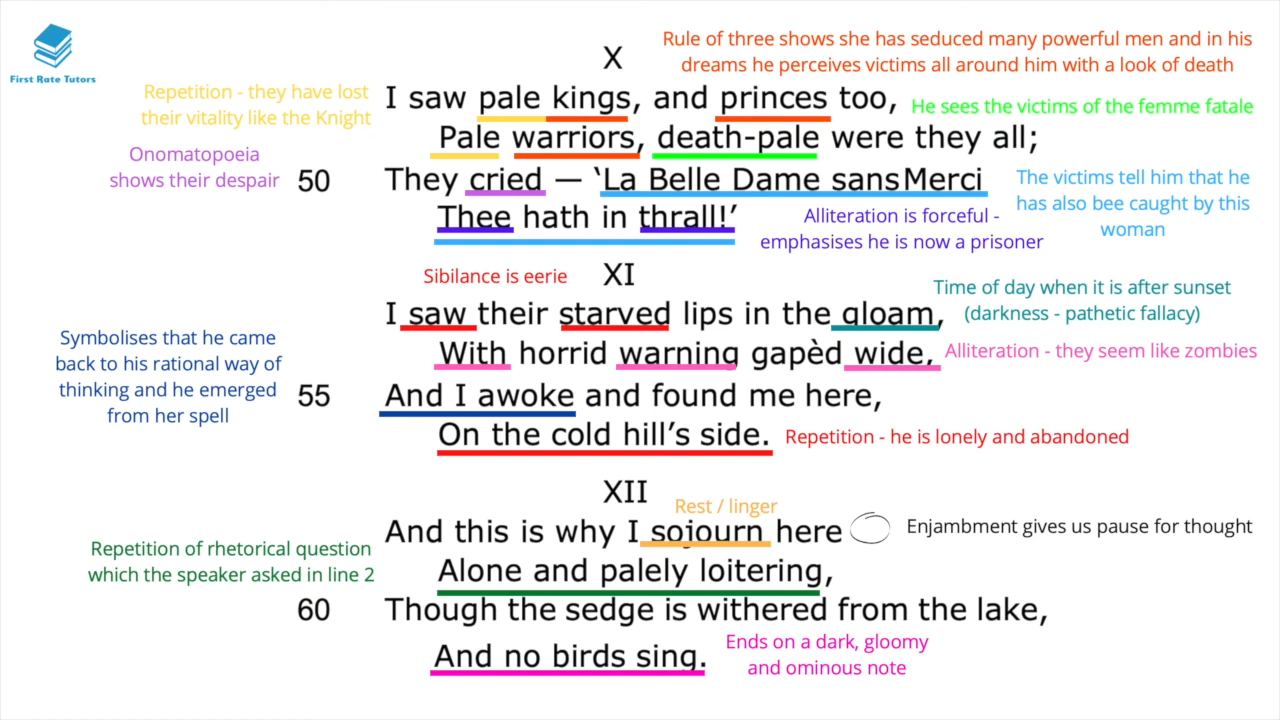 First Rate Tutors
X
Rule of three shows she has seduced many powerful men and in his
dreams he perceives victims all around him with a look of death
Repetition - they have lost
their vitality like the Knight
I saw pale kings, and princes too,
He sees the victims of the femme fatale
Pale warriors, death-pale were they all;
Onomatopoeia
shows their despair
50
They cried — ‘La Belle Dame sans Merci
Thee hath in thrall!’
The victims tell him that he
has also bee caught by this
woman
Alliteration is forceful -
emphasises he is now a prisoner
Sibilance is eerie
XI
I saw their starved lips in the gloam,
Time of day when it is after sunset
(darkness - pathetic fallacy)
With horrid warning gapèd wide,
Alliteration - they seem like zombies
Symbolises that he came
back to his rational way of
thinking and he emerged
from her spell
55
And I awoke and found me here,
On the cold hill’s side.
Repetition - he is lonely and abandoned
XII
Rest / linger
And this is why I sojourn here
Enjambment gives us pause for thought
Repetition of rhetorical question
which the speaker asked in line 2
Alone and palely loitering,
60
Though the sedge is withered from the lake,
And no birds sing.
Ends on a dark, gloomy
and ominous note